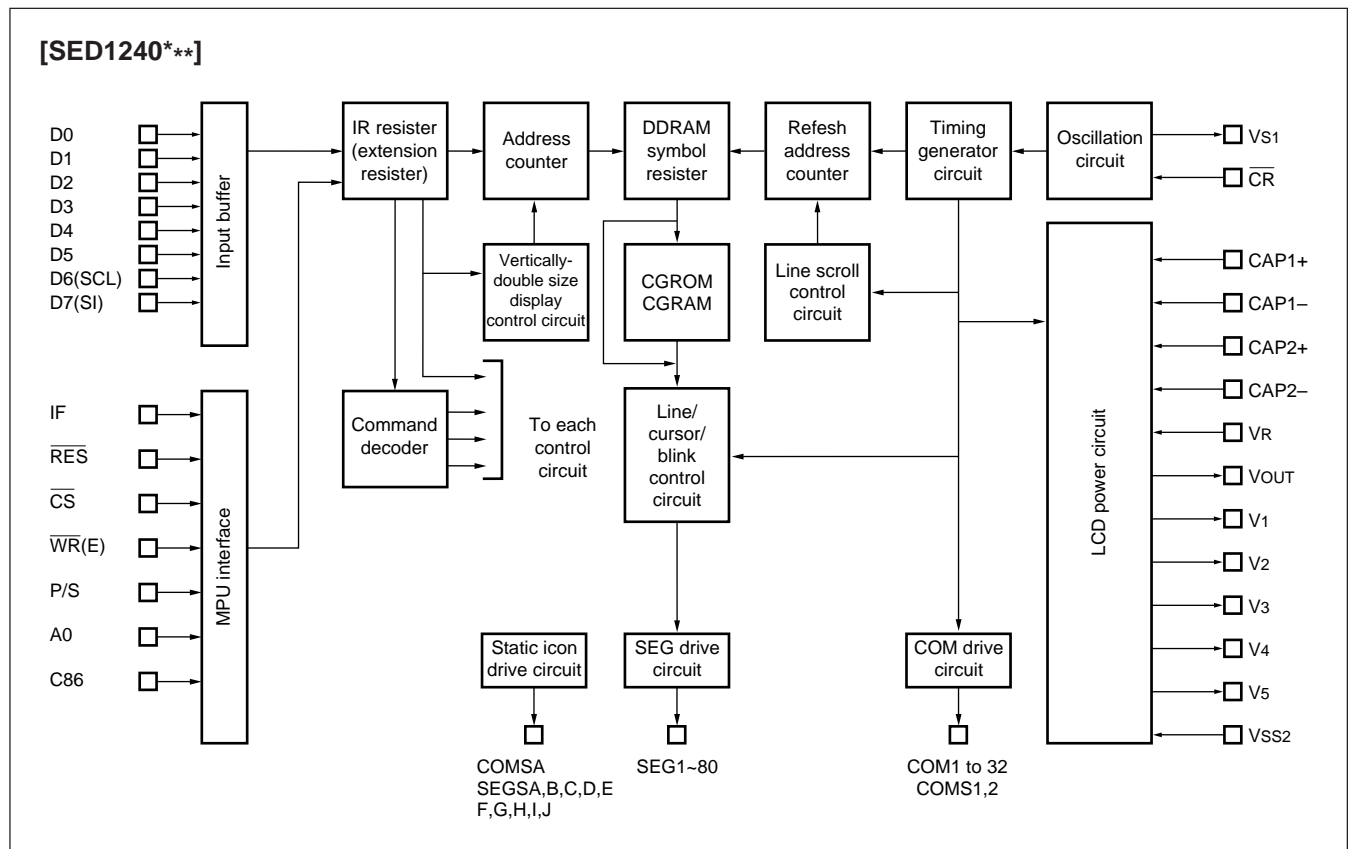 [SED1240***]
D0
D1
D2
D3
D4
D5
D6(SCL)
D7(SI)
Input buffer
IF
RES
CS
WR(E)
P/S
A0
C86
MPU interface
IR resister
(extension
resister)
Address
counter
DDRAM
symbol
resister
Refesh
address
counter
Timing
generator
circuit
Oscillation
circuit
VS1
CR
Vertically-
double size
display
control circuit
CGROM
CGRAM
Line scroll
control
circuit
Command
decoder
To each
control
circuit
Line/
cursor/
blink
control
circuit
LCD power circuit
CAP1+
CAP1–
CAP2+
CAP2–
VR
VOUT
V1
V2
V3
V4
V5
VSS2
Static icon
drive circuit
SEG drive
circuit
COM drive
circuit
COMSA
SEGSA,B,C,D,E
F,G,H,I,J
SEG1~80
COM1 to 32
COMS1,2